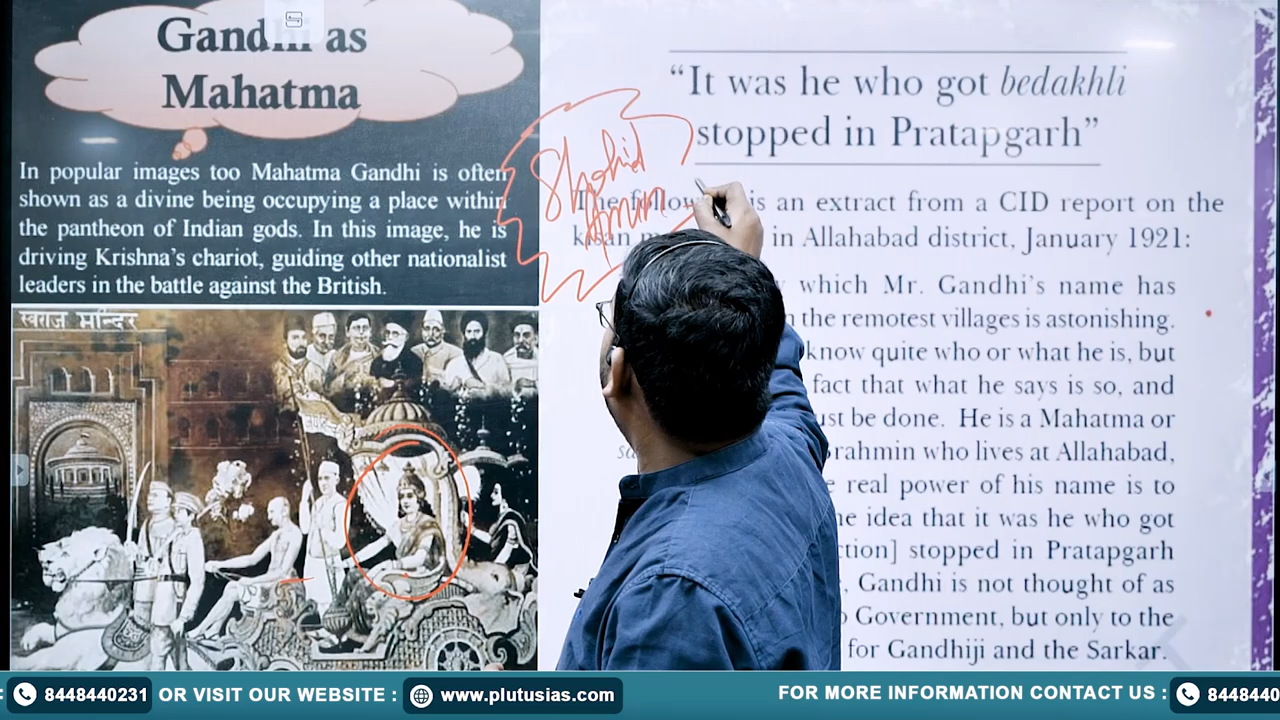 Gandhi as
Mahatma
In popular images too Mahatma Gandhi is often
shown as a divine being occupying a place within
the pantheon of Indian gods. In this image, he is
driving Krishna's chariot, guiding other nationalist
leaders in the battle against the British.
स्वराज मन्दिर
Shahid
Amin
“It was he who got bedakhli
stopped in Pratapgarh”
The following is an extract from a CID report on the
kisan in Allahabad district, January 1921:
which Mr. Gandhi's name has
the remotest villages is astonishing.
know quite who or what he is, but
fact that what he says is so, and
must be done. He is a Mahatma or
Brahmin who lives at Allahabad,
real power of his name is to
idea that it was he who got
stopped in Pratapgarh
Gandhi is not thought of as
Government, but only to the
for Gandhiji and the Sarkar.
: 8448440231 OR VISIT OUR WEBSITE : www.plutusias.com FOR MORE INFORMATION CONTACT US : 8448440